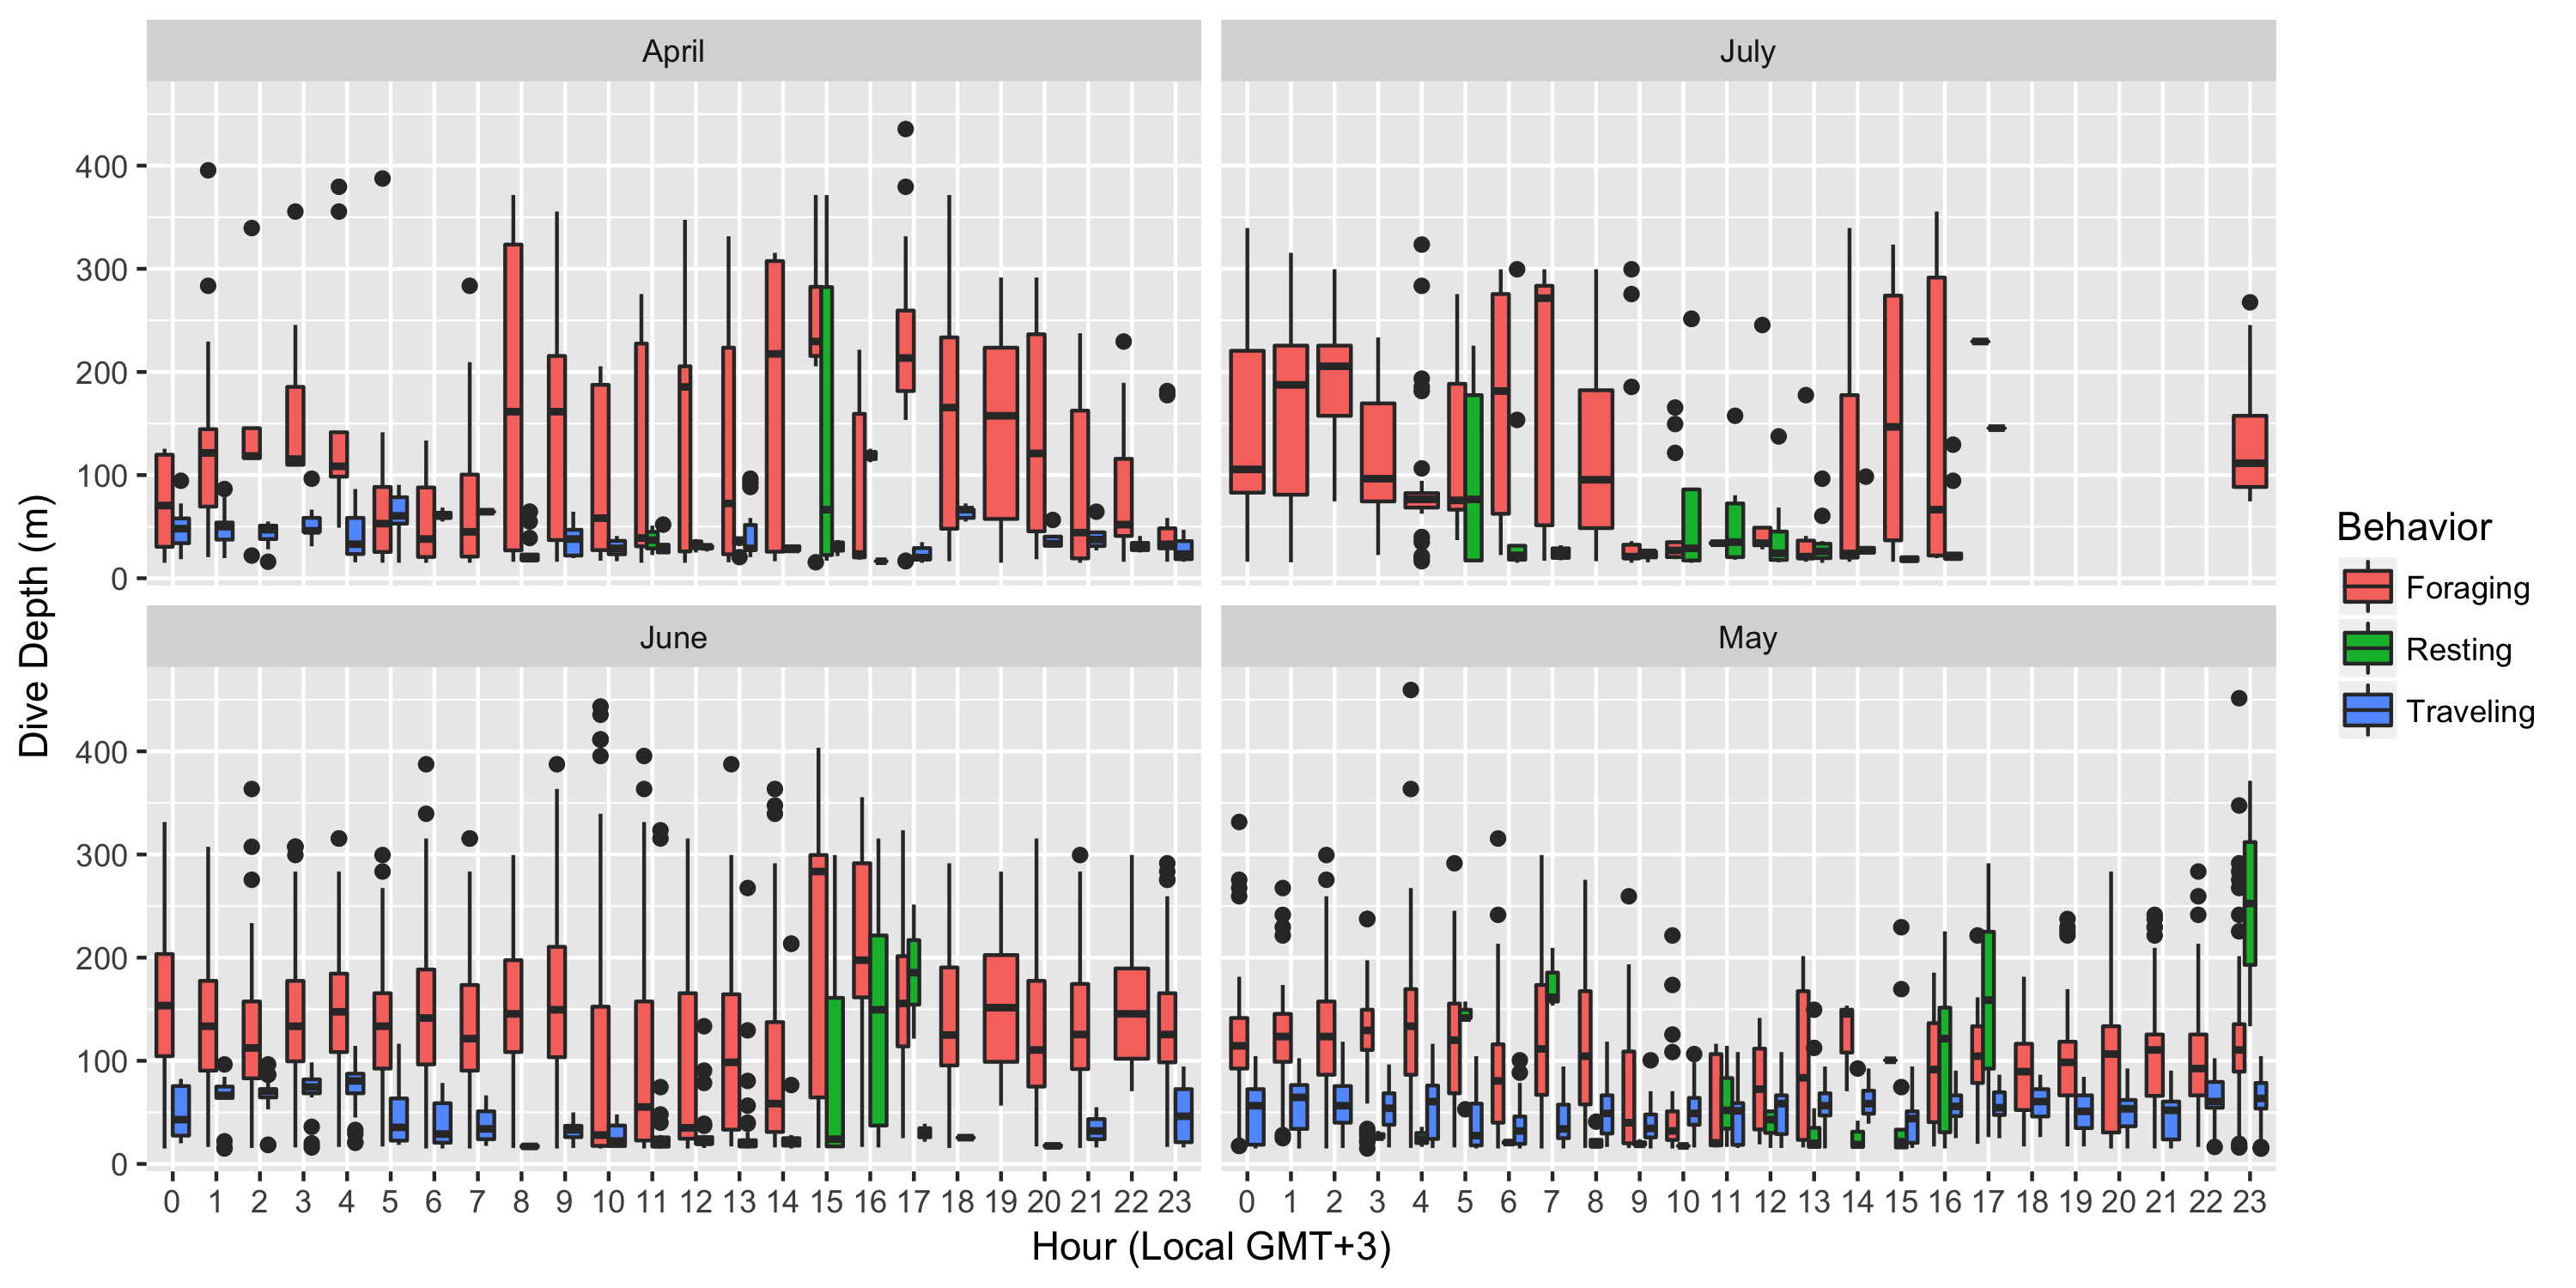 April
July
400
300
200
100
0
June
May
400
300
200
100
0
0 1 2 3 4 5 6 7 8 9 10 11 12 13 14 15 16 17 18 19 20 21 22 23
0 1 2 3 4 5 6 7 8 9 10 11 12 13 14 15 16 17 18 19 20 21 22 23
Hour (Local GMT+3)
Dive Depth (m)
Behavior
Foraging
Resting
Traveling